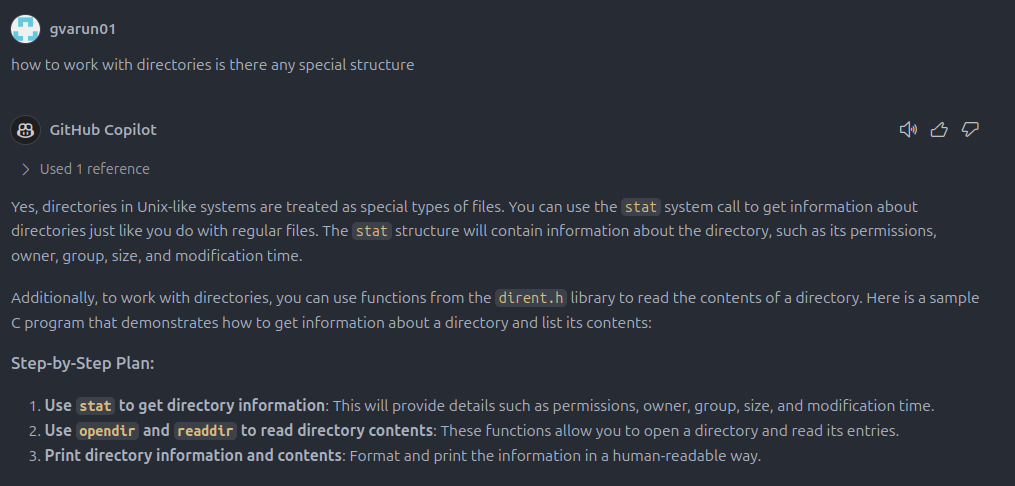 gvarun01
how to work with directories is there any special structure
GitHub Copilot
Used 1 reference
Yes, directories in Unix-like systems are treated as special types of files. You can use the stat system call to get information about
directories just like you do with regular files. The stat structure will contain information about the directory, such as its permissions,
owner, group, size, and modification time.
Additionally, to work with directories, you can use functions from the dirent.h library to read the contents of a directory. Here is a sample
C program that demonstrates how to get information about a directory and list its contents:
Step-by-Step Plan:
1. Use stat to get directory information: This will provide details such as permissions, owner, group, size, and modification time.
2. Use opendir and readdir to read directory contents: These functions allow you to open a directory and read its entries.
3. Print directory information and contents: Format and print the information in a human-readable way.